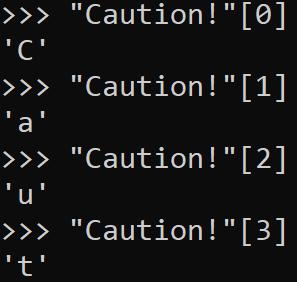 >>> "Caution!"[0]
'C'
>>> "Caution!"[1]
'a'
>>> "Caution!"[2]
'u'
>>> "Caution!"[3]
't'